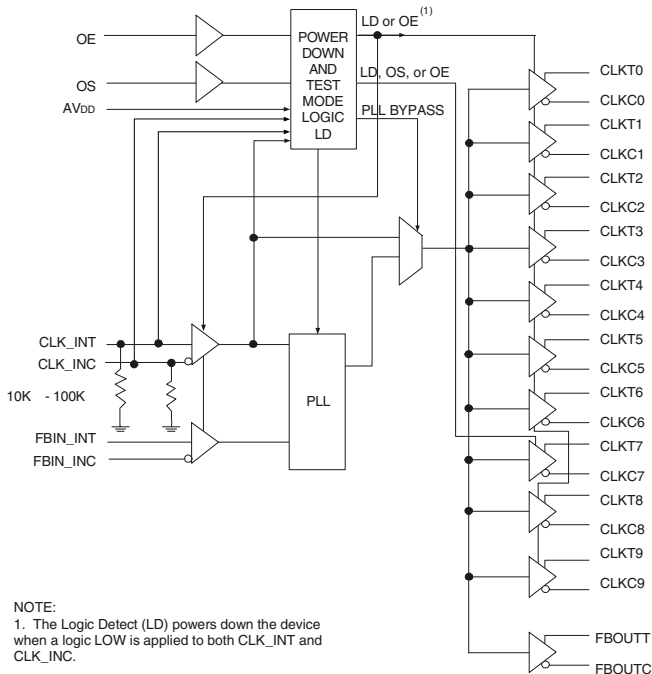 OE
OS
AVDD
POWER
DOWN
AND
TEST
MODE
LOGIC
LD
LD or OE (1)
LD, OS, or OE
PLL BYPASS
CLK_INT
CLK_INC
10K - 100K
FBIN_INT
FBIN_INC
PLL
CLKT0
CLKC0
CLKT1
CLKC1
CLKT2
CLKC2
CLKT3
CLKC3
CLKT4
CLKC4
CLKT5
CLKC5
CLKT6
CLKC6
CLKT7
CLKC7
CLKT8
CLKC8
CLKT9
CLKC9
FBOUTT
FBOUTC
NOTE:
1. The Logic Detect (LD) powers down the device
when a logic LOW is applied to both CLK_INT and
CLK_INC.